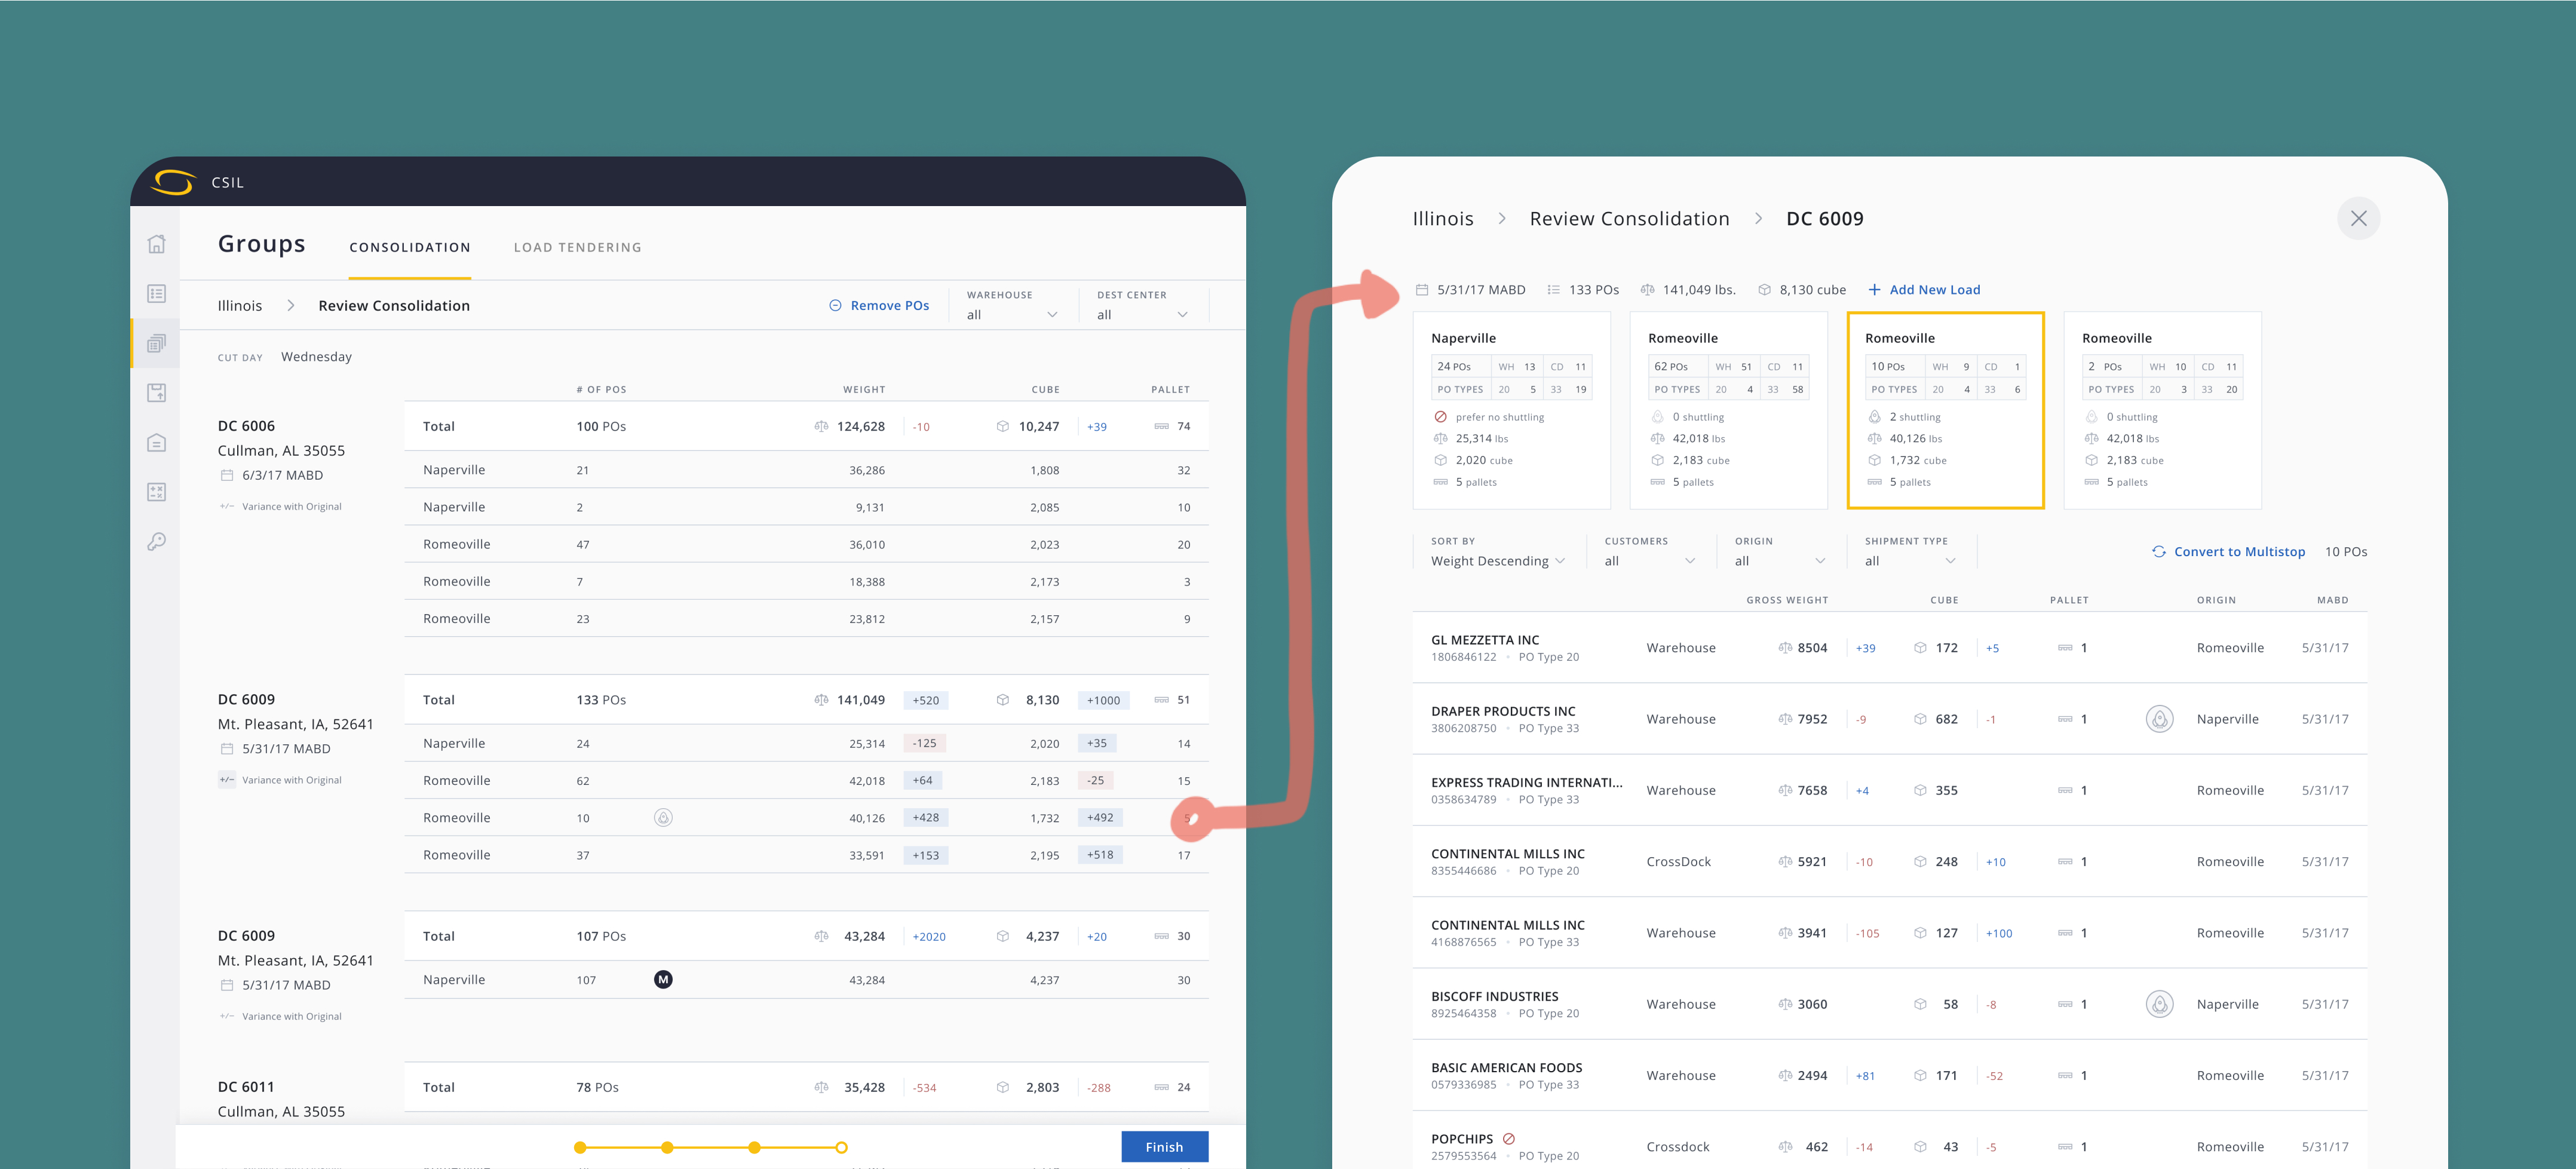 CSIL
Groups CONSOLIDATION LOAD TENDERING
Illinois > Review Consolidation Remove POs WAREHOUSE all DEST CENTER all
CUT DAY Wednesday
# OF POS WEIGHT CUBE PALLET
DC 6006
Cullman, AL 35055
6/3/17 MABD
+/− Variance with Original
Total 100 POs 124,628 -10 10,247 +39 74
Naperville 21 36,286 1,808 32
Naperville 2 9,131 2,085 10
Romeoville 47 36,010 2,023 20
Romeoville 7 18,388 2,173 3
Romeoville 23 23,812 2,157 9
DC 6009
Mt. Pleasant, IA, 52641
5/31/17 MABD
+/− Variance with Original
Total 133 POs 141,049 +520 8,130 +1000 51
Naperville 24 25,314 -125 2,020 +35 14
Romeoville 62 42,018 +64 2,183 -25 15
Romeoville 10 40,126 +428 1,732 +492
Romeoville 37 33,591 +153 2,195 +518 17
DC 6009
Mt. Pleasant, IA, 52641
5/31/17 MABD
+/− Variance with Original
Total 107 POs 43,284 +2020 4,237 +20 30
Naperville 107 M 43,284 4,237 30
DC 6011
Cullman, AL 35055
Total 78 POs 35,428 -534 2,803 -288 24
Finish
Illinois > Review Consolidation > DC 6009
5/31/17 MABD 133 POs 141,049 lbs. 8,130 cube + Add New Load
Naperville
24 POs WH 13 CD 11
PO TYPES 20 5 33 19
prefer no shuttling
25,314 lbs
2,020 cube
5 pallets
Romeoville
62 POs WH 51 CD 11
PO TYPES 20 4 33 58
0 shuttling
42,018 lbs
2,183 cube
5 pallets
Romeoville
10 POs WH 9 CD 1
PO TYPES 20 4 33 6
2 shuttling
40,126 lbs
1,732 cube
5 pallets
Romeoville
2 POs WH 10 CD 11
PO TYPES 20 3 33 20
0 shuttling
42,018 lbs
2,183 cube
5 pallets
SORT BY CUSTOMERS ORIGIN SHIPMENT TYPE
Weight Descending all all all Convert to Multistop 10 POs
GROSS WEIGHT CUBE PALLET ORIGIN MABD
GL MEZZETTA INC Warehouse 8504 +39 172 +5 1 Romeoville 5/31/17
1806846122 • PO Type 20
DRAPER PRODUCTS INC Warehouse 7952 -9 682 -1 1 Naperville 5/31/17
3806208750 • PO Type 33
EXPRESS TRADING INTERNATI... Warehouse 7658 +4 355 1 Romeoville 5/31/17
0358634789 • PO Type 33
CONTINENTAL MILLS INC CrossDock 5921 -10 248 +10 1 Romeoville 5/31/17
8355446686 • PO Type 20
CONTINENTAL MILLS INC Warehouse 3941 -105 127 +100 1 Romeoville 5/31/17
4168876565 • PO Type 33
BISCOFF INDUSTRIES Warehouse 3060 58 -8 1 Naperville 5/31/17
8925464358 • PO Type 20
BASIC AMERICAN FOODS Warehouse 2494 +81 171 -52 1 Romeoville 5/31/17
0579336985 • PO Type 33
POPCHIPS Crossdock 462 -14 43 -5 1 Romeoville 5/31/17
2579553564 • PO Type 20